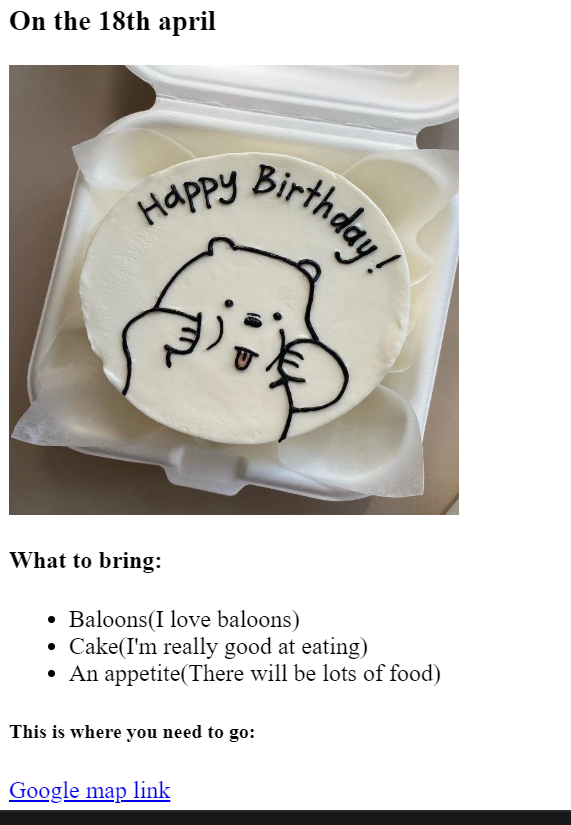 On the 18th april
Happy Birthday!
What to bring:
Baloons(I love baloons)
Cake(I'm really good at eating)
An appetite(There will be lots of food)
This is where you need to go:
Google map link